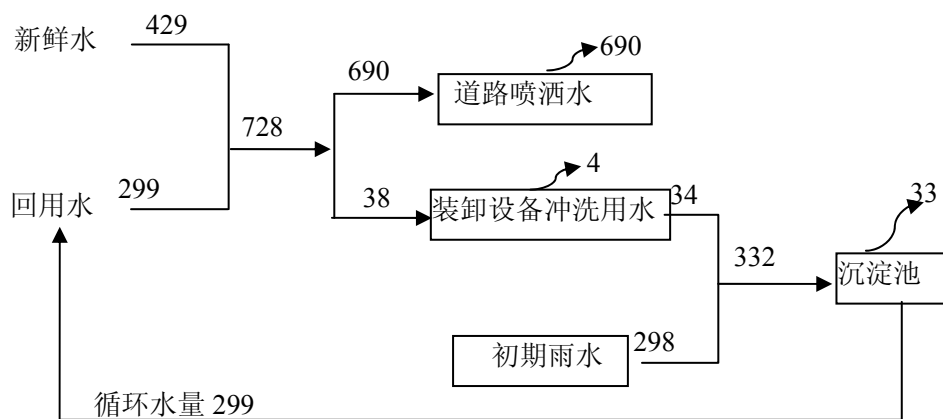 新鲜水
429
690
690
道路喷洒水
728
4
回用水
299
38
装卸设备冲洗用水
34
33
332
沉淀池
初期雨水
298
循环水量 299